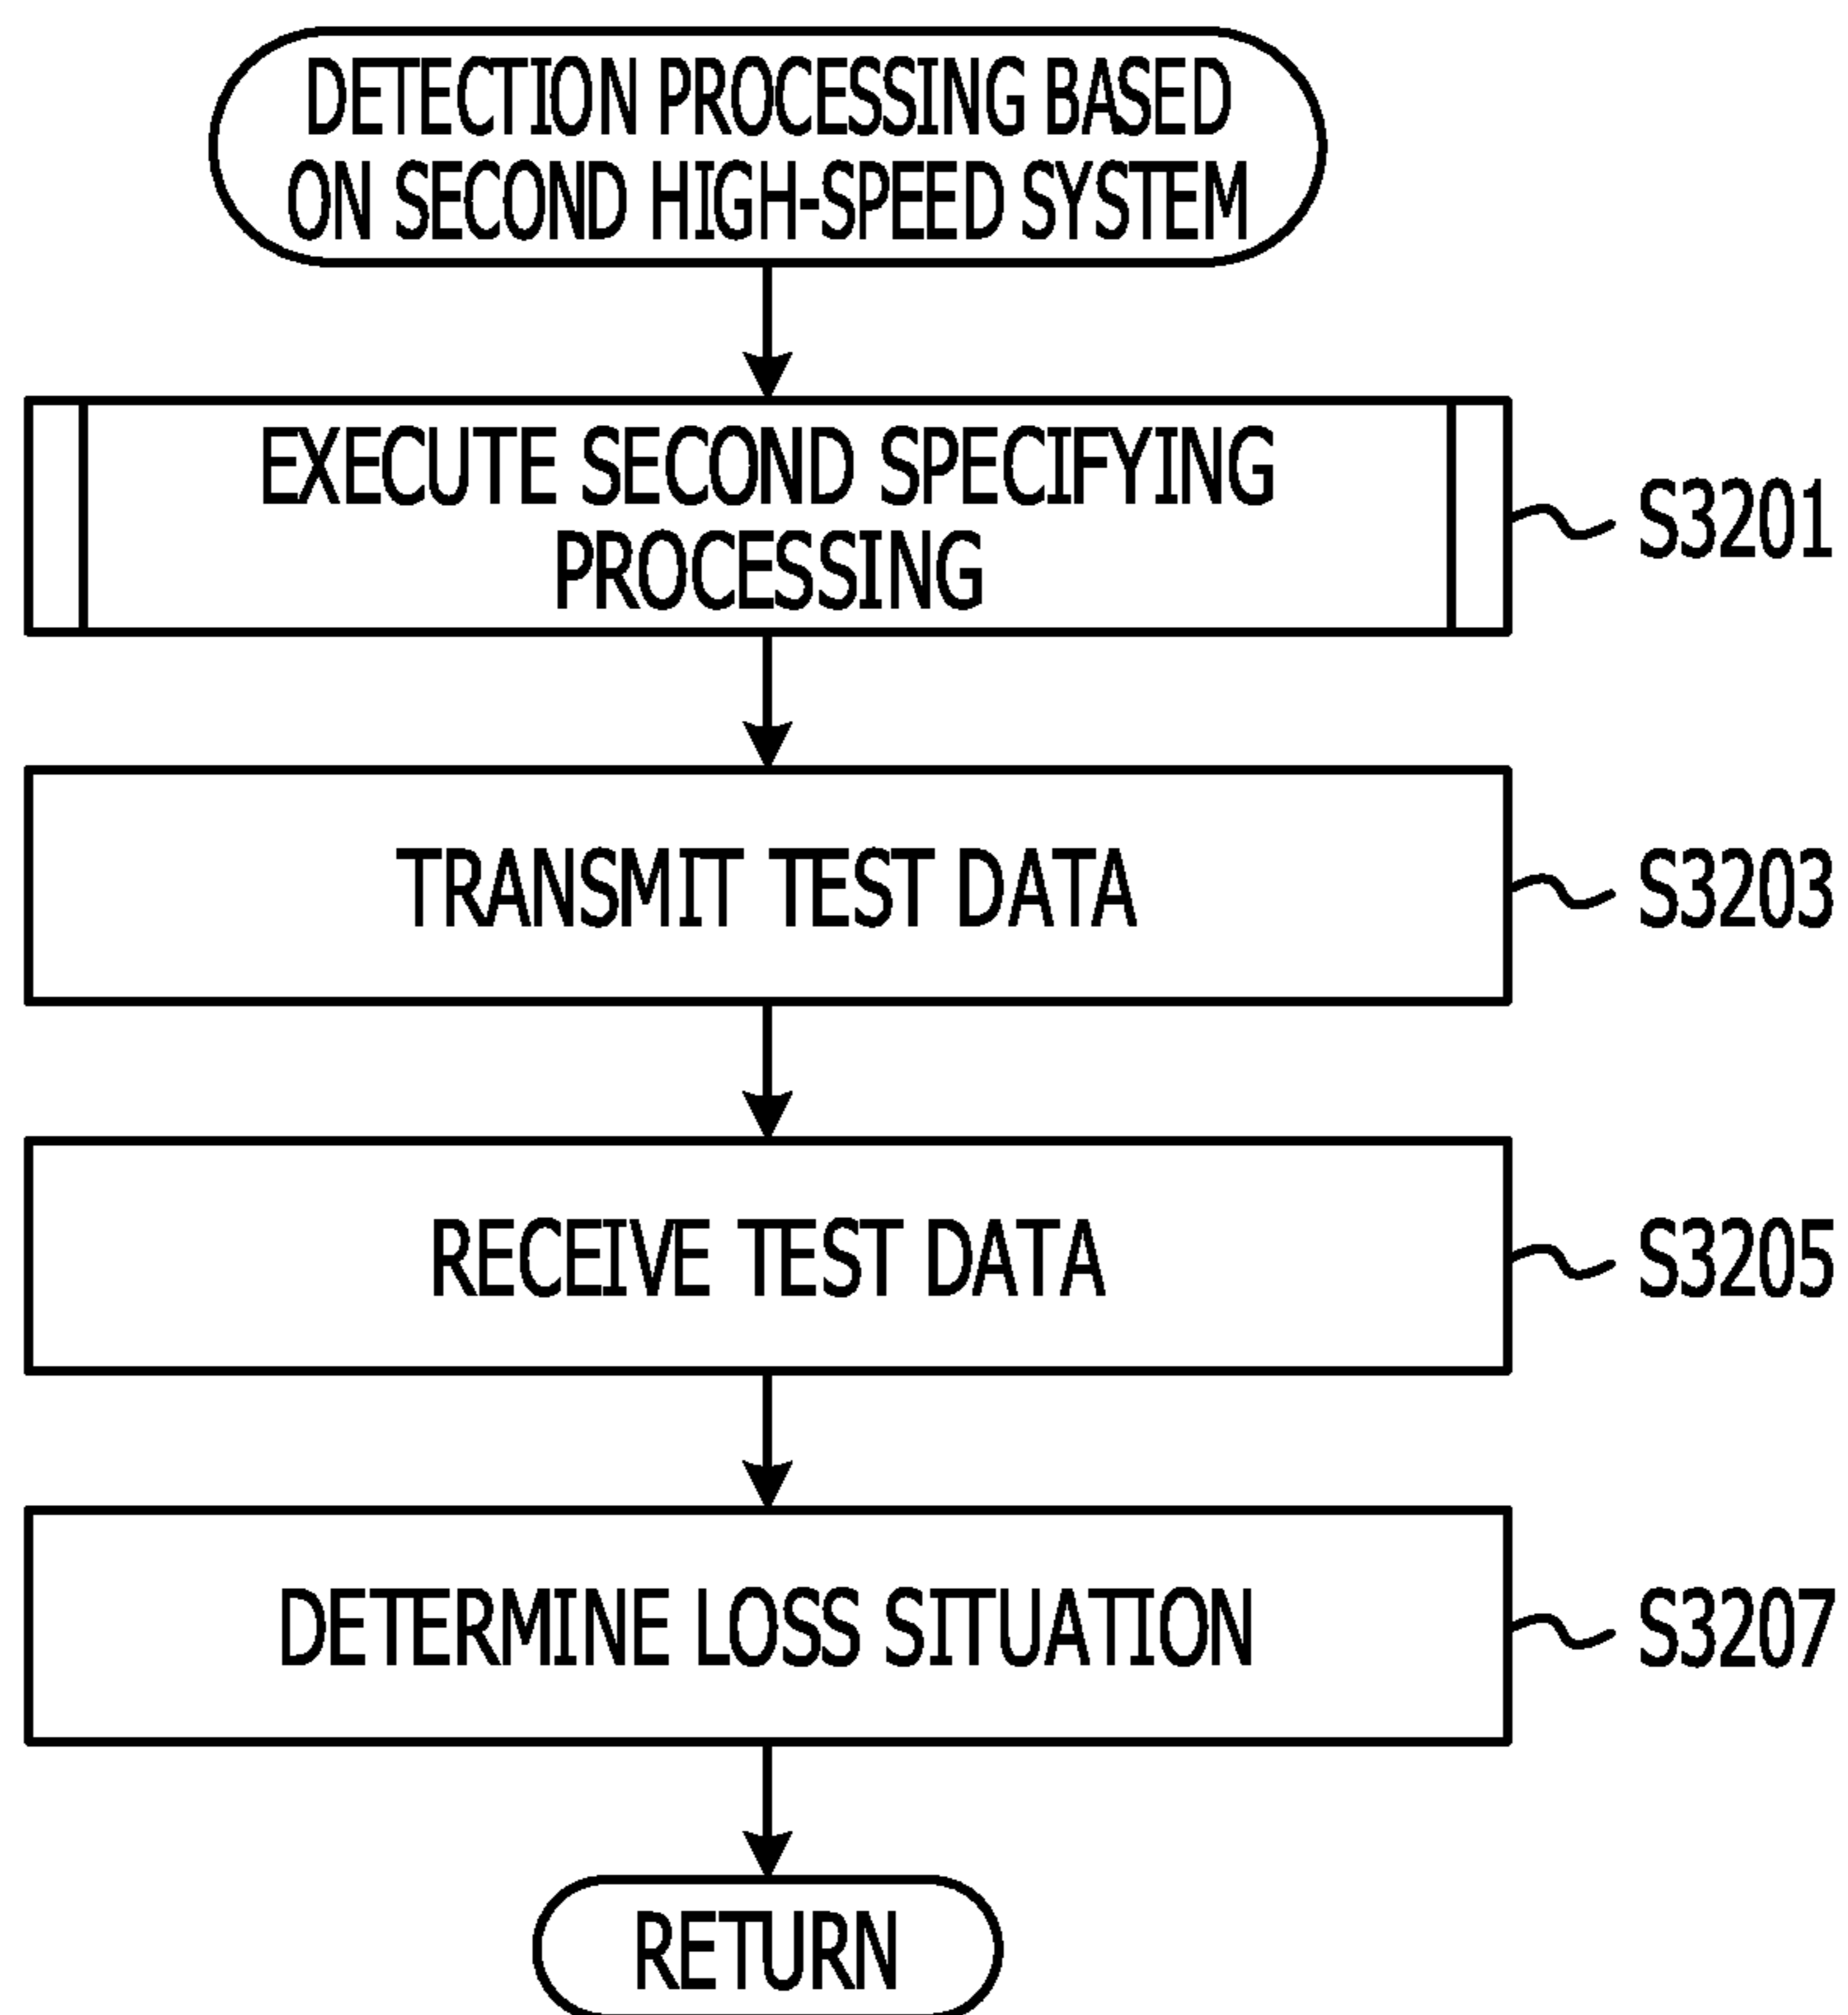 DETECTION PROCESSING BASED
ON SECOND HIGH-SPEED SYSTEM
EXECUTE SECOND SPECIFYING
PROCESSING
S3201
TRANSMIT TEST DATA
S3203
RECEIVE TEST DATA
S3205
DETERMINE LOSS SITUATION
S3207
RETURN